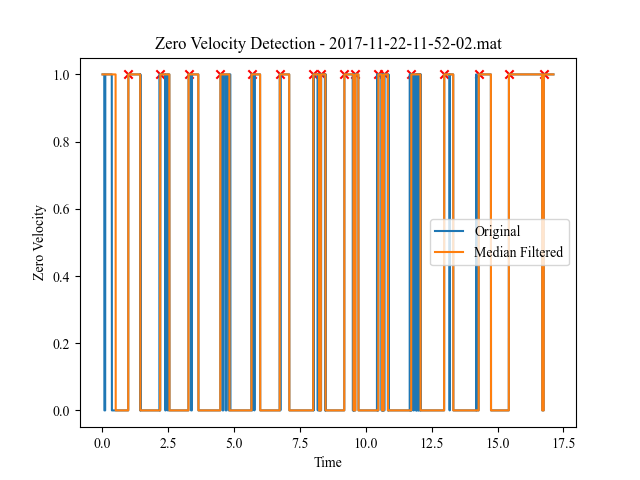 Zero Velocity Detection - 2017-11-22-11-52-02.mat
1.0
0.8
0.6
0.4
0.2
0.0
Zero Velocity
Original
Median Filtered
0.0 2.5 5.0 7.5 10.0 12.5 15.0 17.5
Time